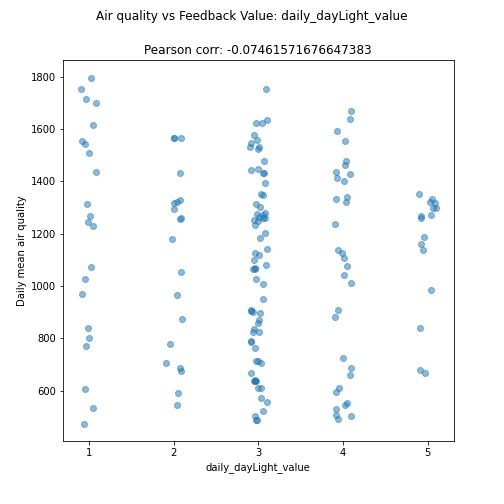 Air quality vs Feedback Value: daily_dayLight_value
Pearson corr: -0.07461571676647383
1800
1600
1400
1200
1000
800
600
Daily mean air quality
1 2 3 4 5
daily_dayLight_value